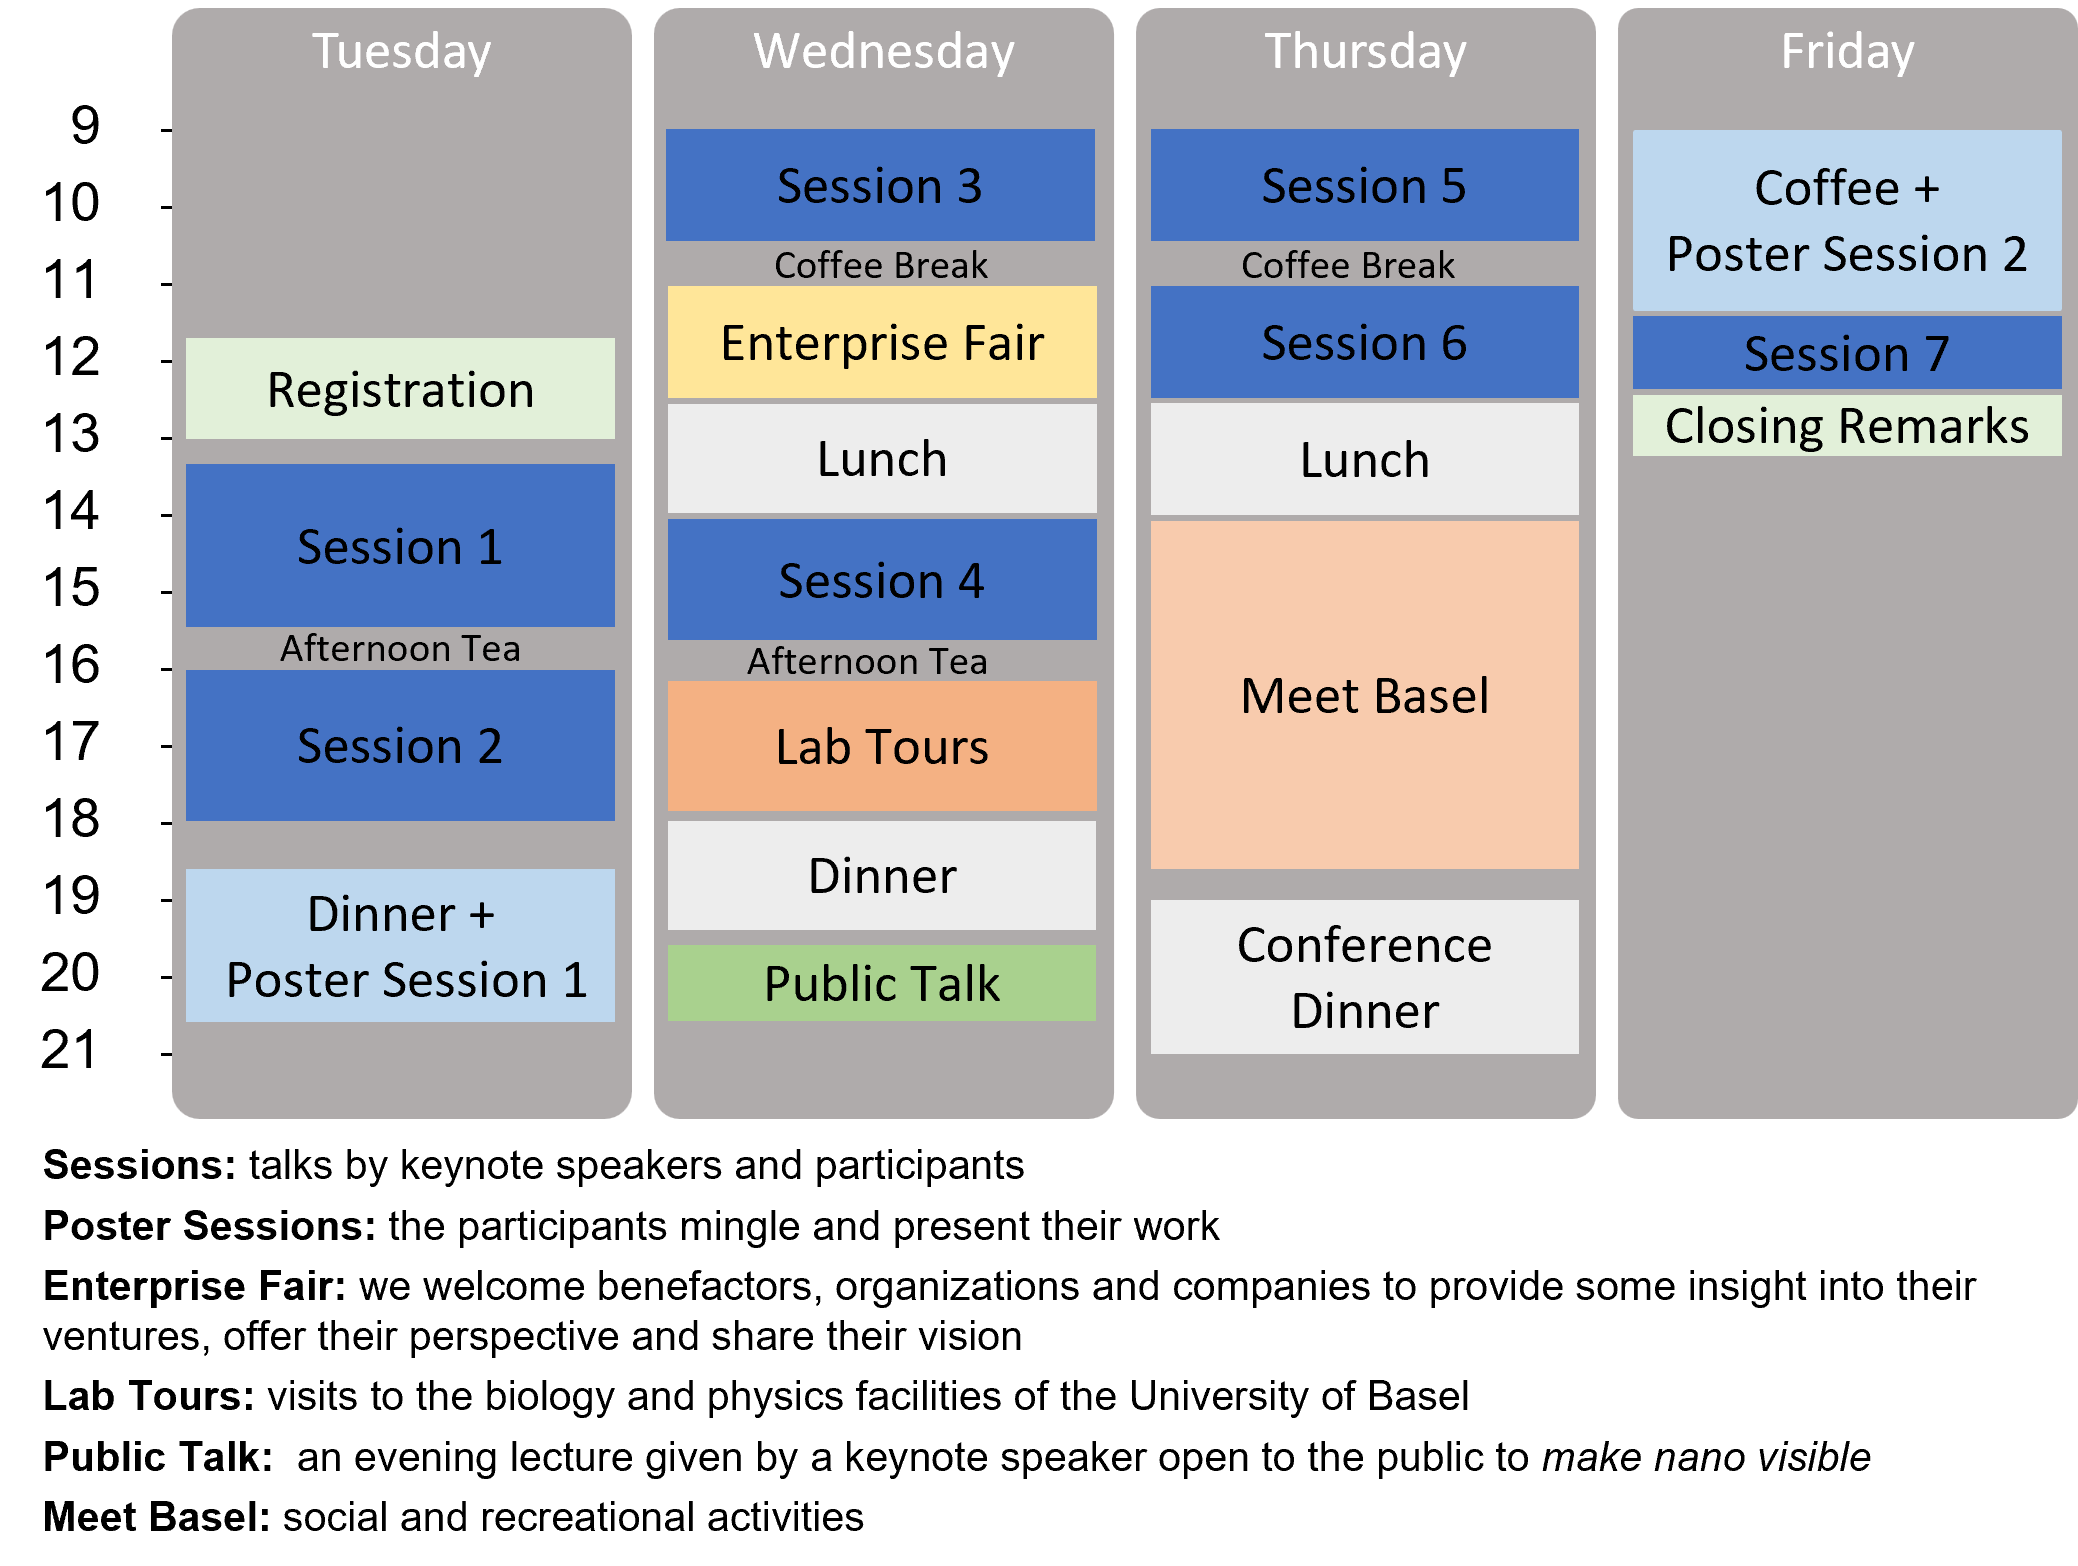 Tuesday
Wednesday
Thursday
Friday
9
10
11
12
13
14
15
16
17
18
19
20
21
Registration
Session 1
Afternoon Tea
Session 2
Dinner +
Poster Session 1
Session 3
Coffee Break
Enterprise Fair
Lunch
Session 4
Afternoon Tea
Lab Tours
Dinner
Public Talk
Session 5
Coffee Break
Session 6
Lunch
Meet Basel
Conference
Dinner
Coffee +
Poster Session 2
Session 7
Closing Remarks
Sessions: talks by keynote speakers and participants
Poster Sessions: the participants mingle and present their work
Enterprise Fair: we welcome benefactors, organizations and companies to provide some insight into their
ventures, offer their perspective and share their vision
Lab Tours: visits to the biology and physics facilities of the University of Basel
Public Talk:  an evening lecture given by a keynote speaker open to the public to make nano visible
Meet Basel: social and recreational activities